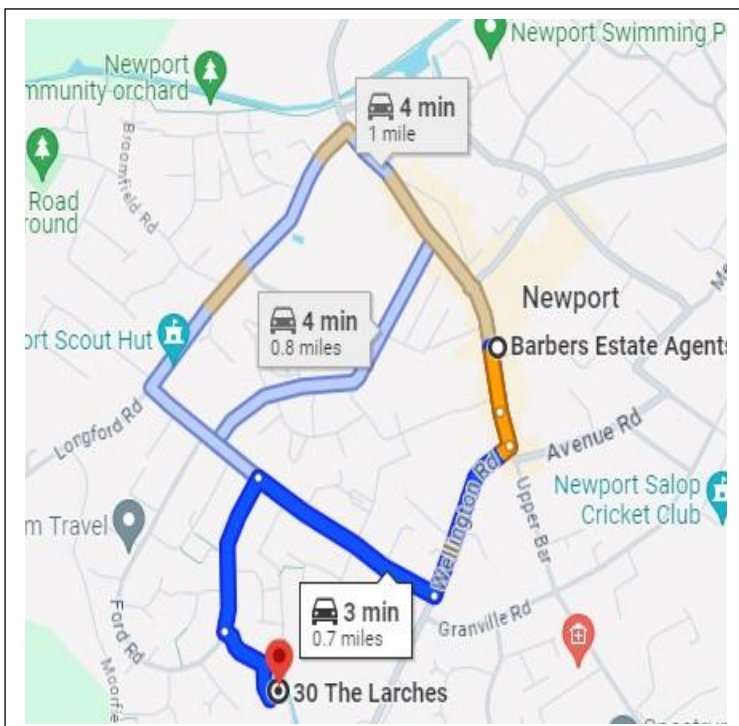 Newport Swimming P
Newport
mmunity orchard
Broomfield Rd
4 min
1 mile
Road
round
4 min
0.8 miles
Newport
ort Scout Hut
Barbers Estate Agents
Longford Rd
Avenue Rd
Wellington Rd
Upper Bar
Newport Salop
Cricket Club
m Travel
3 min
0.7 miles
Granville Rd
Ford Rd
Moorfie
30 The Larches